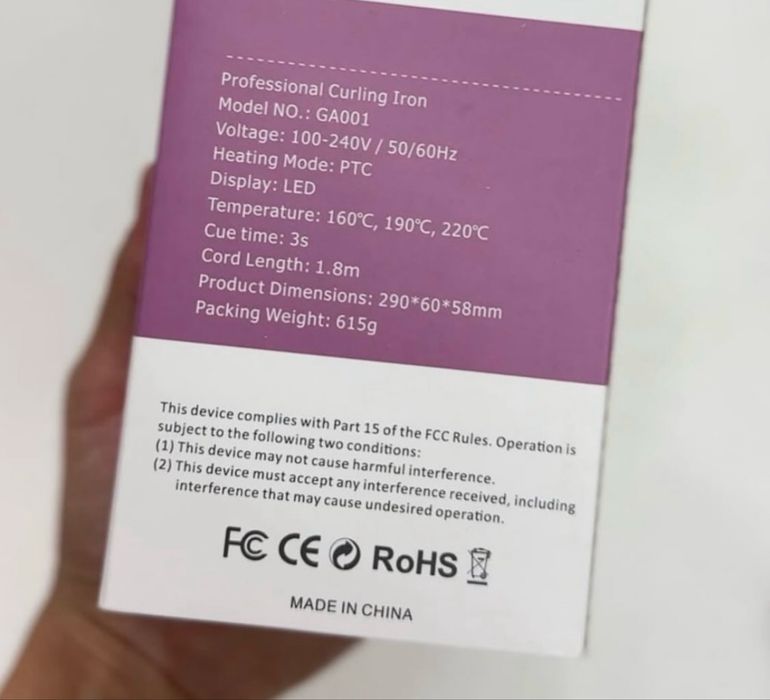 Professional Curling Iron
Model NO.: GA001
Voltage: 100-240V / 50/60Hz
Heating Mode: PTC
Display: LED
Temperature: 160℃, 190℃, 220℃
Cue time: 3s
Cord Length: 1.8m
Product Dimensions: 290*60*58mm
Packing Weight: 615g
This device complies with Part 15 of the FCC Rules. Operation is
subject to the following two conditions:
(1) This device may not cause harmful interference.
(2) This device must accept any interference received, including
interference that may cause undesired operation.
FC CE RoHS
MADE IN CHINA